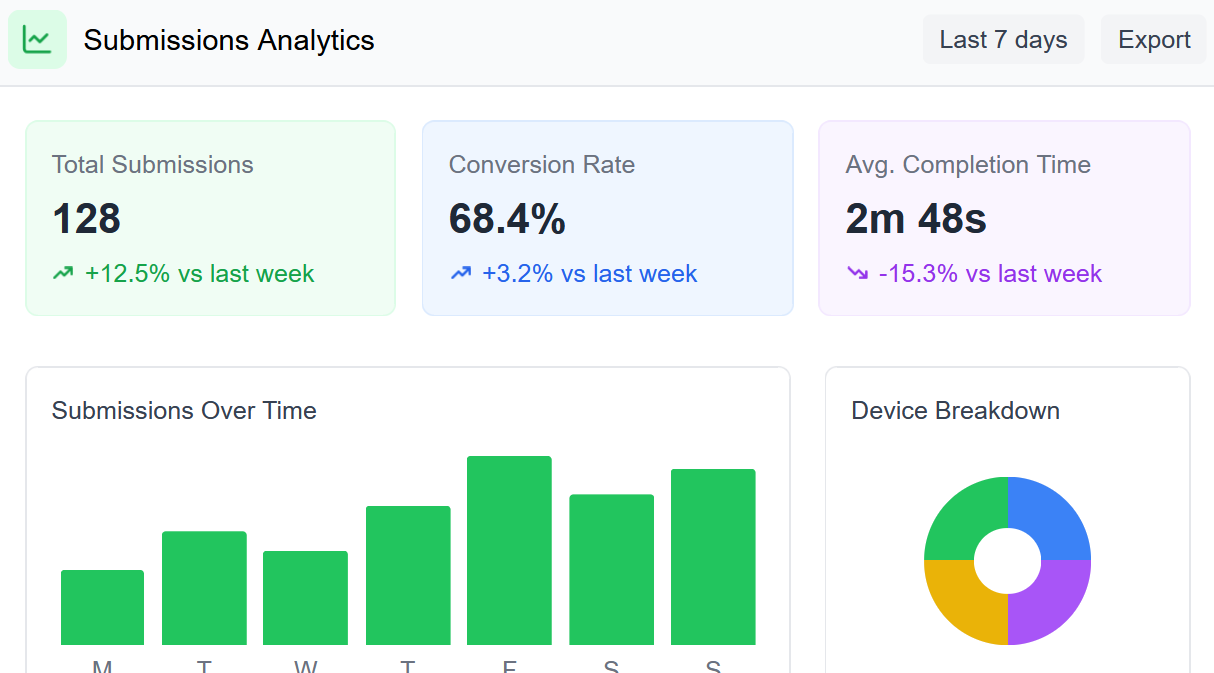 Submissions Analytics
Last 7 days
Export
Total Submissions
128
+12.5% vs last week
Conversion Rate
68.4%
+3.2% vs last week
Avg. Completion Time
2m 48s
-15.3% vs last week
Submissions Over Time
M T W T F S S
Device Breakdown